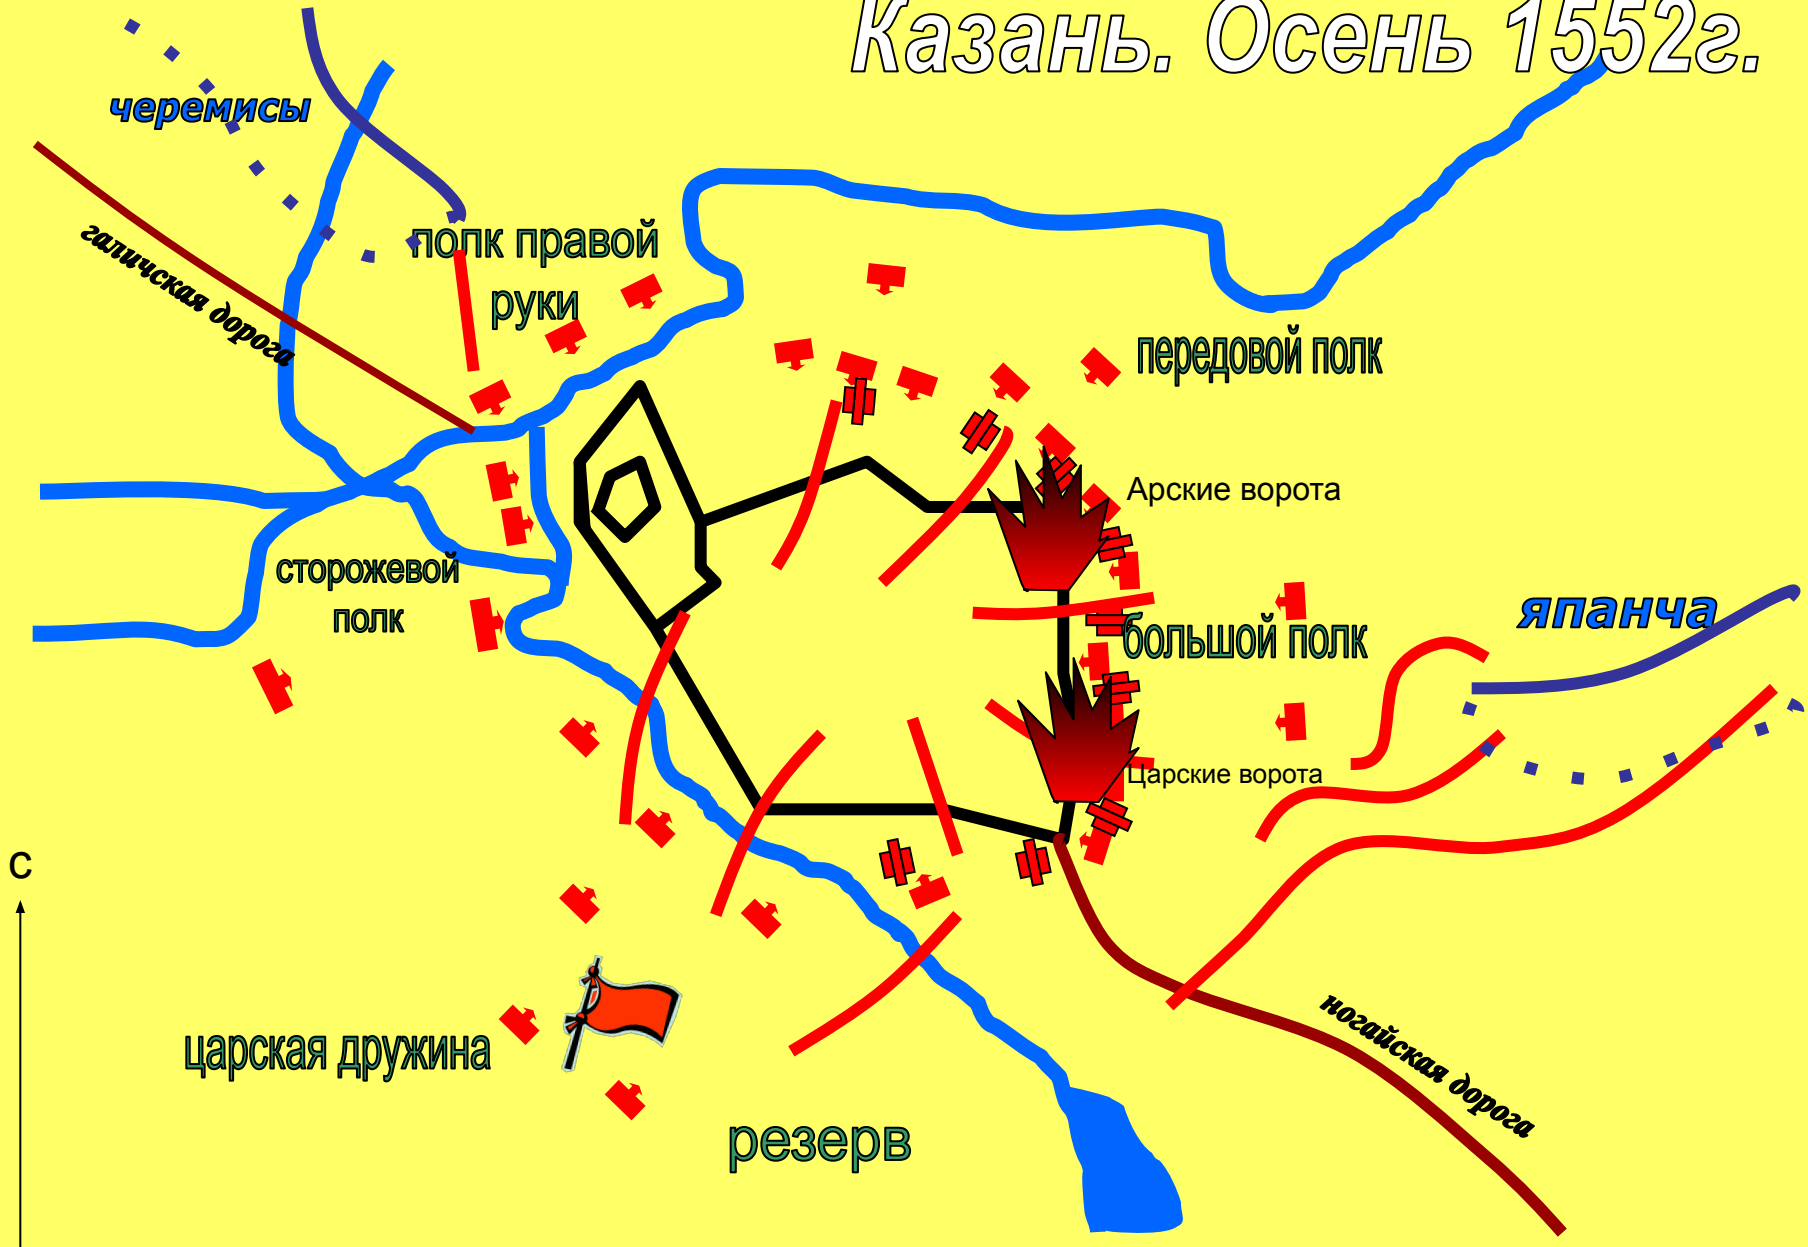 Казань. Осень 1552г.
черемисы
галичская дорога
полк правой
руки
передовой полк
Арские ворота
сторожевой
полк
большой полк
япанча
Царские ворота
С
царская дружина
ногайская дорога
резерв